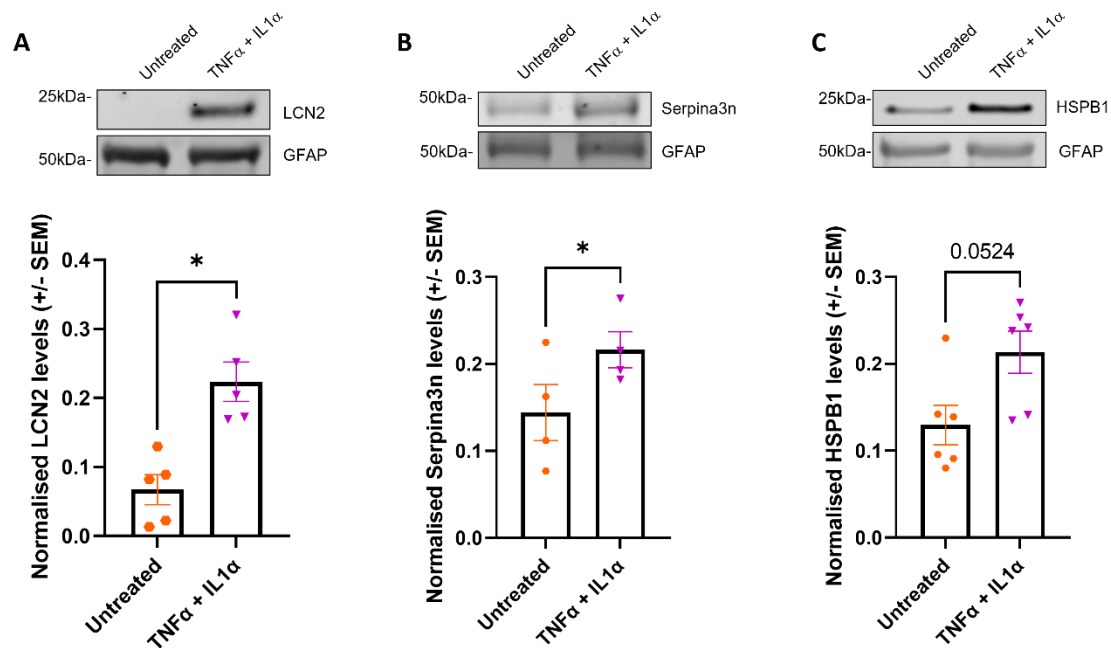 A
Untreated
TNFα + IL1α
25kDa-
LCN2
50kDa-
GFAP
Normalised LCN2 levels (+/- SEM)
0.4
0.3
0.2
0.1
0.0
*
Untreated
TNFα + IL1α
B
Untreated
TNFα + IL1α
50kDa-
Serpina3n
50kDa-
GFAP
Normalised Serpina3n levels (+/- SEM)
0.3
0.2
0.1
0.0
*
Untreated
TNFα + IL1α
C
Untreated
TNFα + IL1α
25kDa-
HSPB1
50kDa-
GFAP
Normalised HSPB1 levels (+/- SEM)
0.3
0.2
0.1
0.0
0.0524
Untreated
TNFα + IL1α